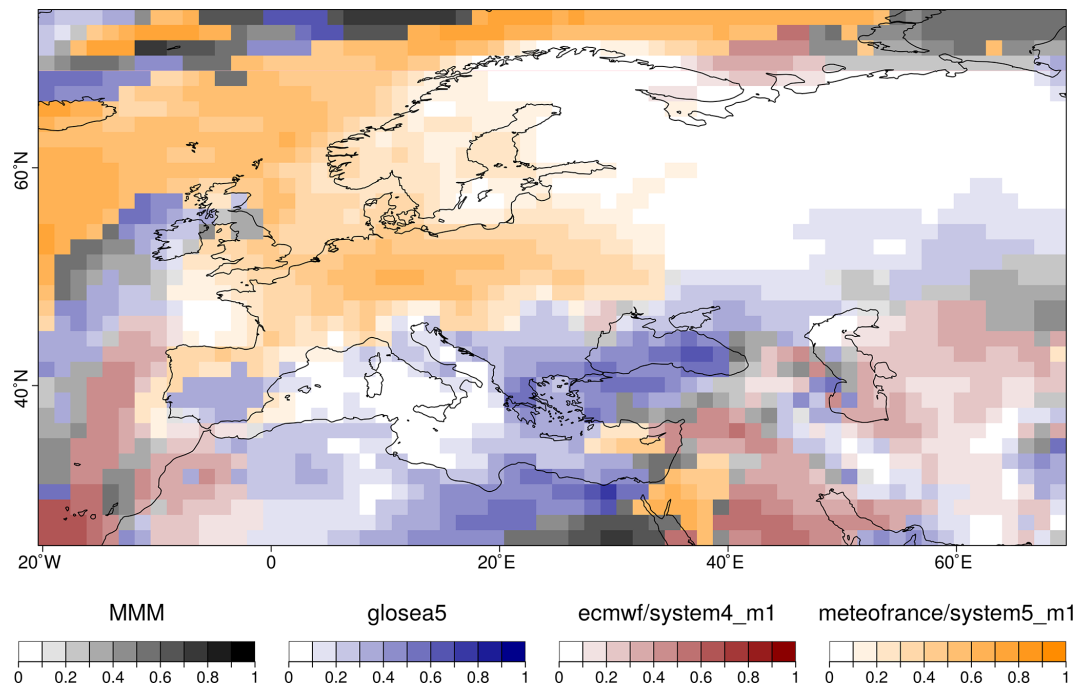 60°N
40°N
20°W 0 20°E 40°E 60°E
MMM glosea5 ecmwf/system4_m1 meteofrance/system5_m1
0 0.2 0.4 0.6 0.8 1 0 0.2 0.4 0.6 0.8 1 0 0.2 0.4 0.6 0.8 1 0 0.2 0.4 0.6 0.8 1